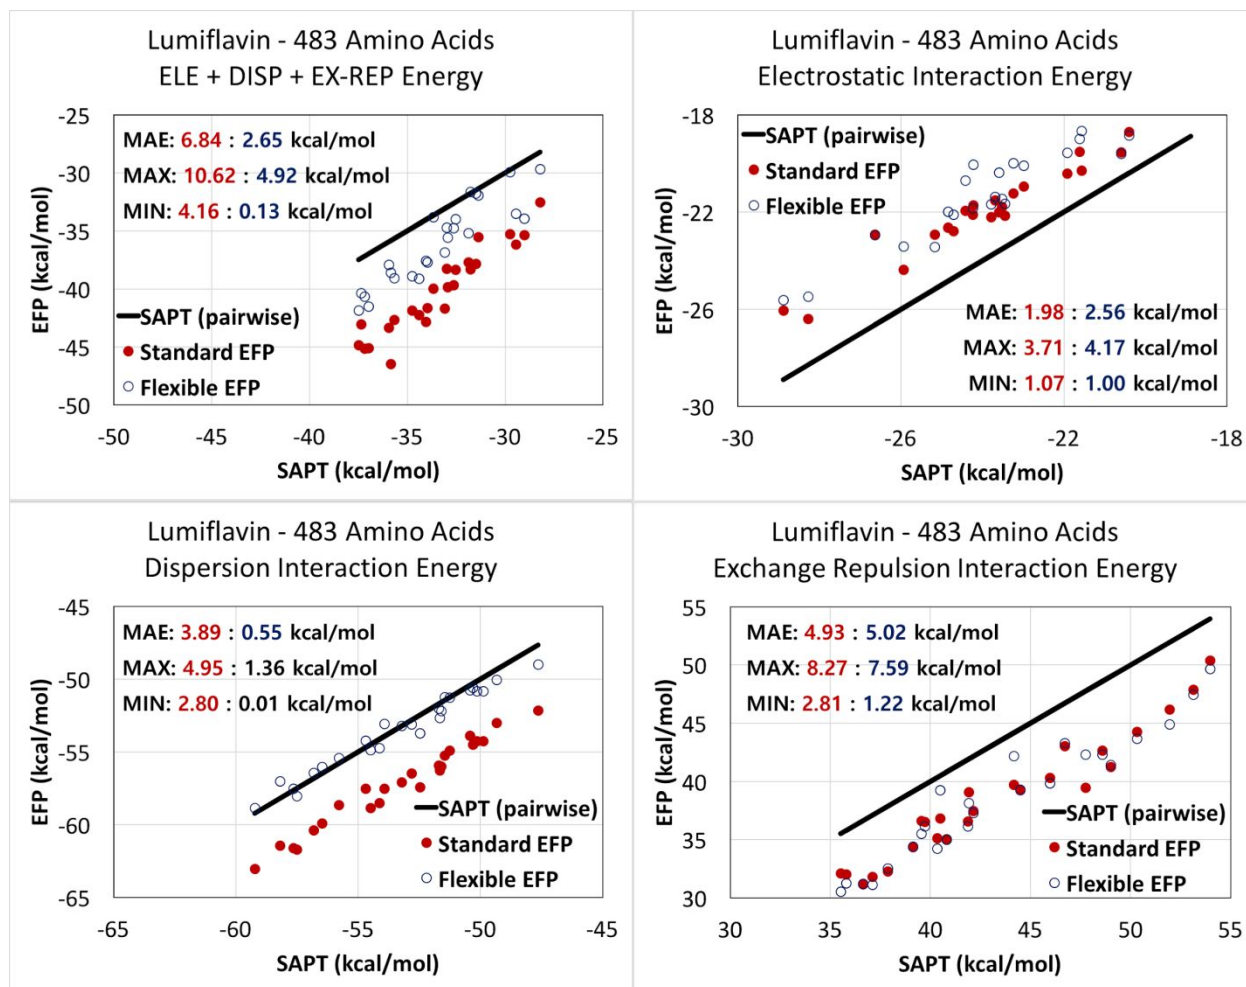 Lumiflavin - 483 Amino Acids
ELE + DISP + EX-REP Energy
-25
-30
-35
-40
-45
-50
EFP (kcal/mol)
MAE: 6.84 : 2.65 kcal/mol
MAX: 10.62 : 4.92 kcal/mol
MIN: 4.16 : 0.13 kcal/mol
SAPT (pairwise)
Standard EFP
Flexible EFP
-50 -45 -40 -35 -30 -25
SAPT (kcal/mol)
Lumiflavin - 483 Amino Acids
Electrostatic Interaction Energy
-18
-22
-26
-30
EFP (kcal/mol)
SAPT (pairwise)
Standard EFP
Flexible EFP
MAE: 1.98 : 2.56 kcal/mol
MAX: 3.71 : 4.17 kcal/mol
MIN: 1.07 : 1.00 kcal/mol
-30 -26 -22 -18
SAPT (kcal/mol)
Lumiflavin - 483 Amino Acids
Dispersion Interaction Energy
-45
-50
-55
-60
-65
EFP (kcal/mol)
MAE: 3.89 : 0.55 kcal/mol
MAX: 4.95 : 1.36 kcal/mol
MIN: 2.80 : 0.01 kcal/mol
SAPT (pairwise)
Standard EFP
Flexible EFP
-65 -60 -55 -50 -45
SAPT (kcal/mol)
Lumiflavin - 483 Amino Acids
Exchange Repulsion Interaction Energy
55
50
45
40
35
30
EFP (kcal/mol)
MAE: 4.93 : 5.02 kcal/mol
MAX: 8.27 : 7.59 kcal/mol
MIN: 2.81 : 1.22 kcal/mol
SAPT (pairwise)
Standard EFP
Flexible EFP
30 35 40 45 50 55
SAPT (kcal/mol)